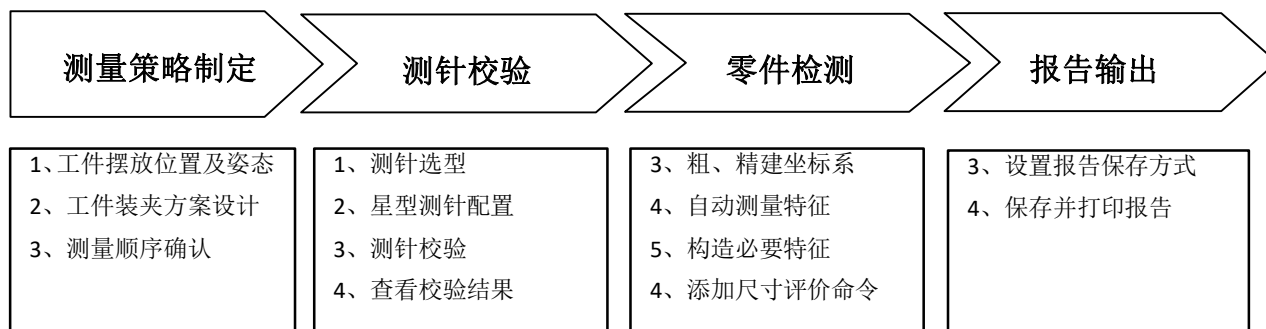 测量策略制定
测针校验
零件检测
报告输出
1、工件摆放位置及姿态
2、工件装夹方案设计
3、测量顺序确认
1、测针选型
2、星型测针配置
3、测针校验
4、查看校验结果
3、粗、精建坐标系
4、自动测量特征
5、构造必要特征
4、添加尺寸评价命令
3、设置报告保存方式
4、保存并打印报告